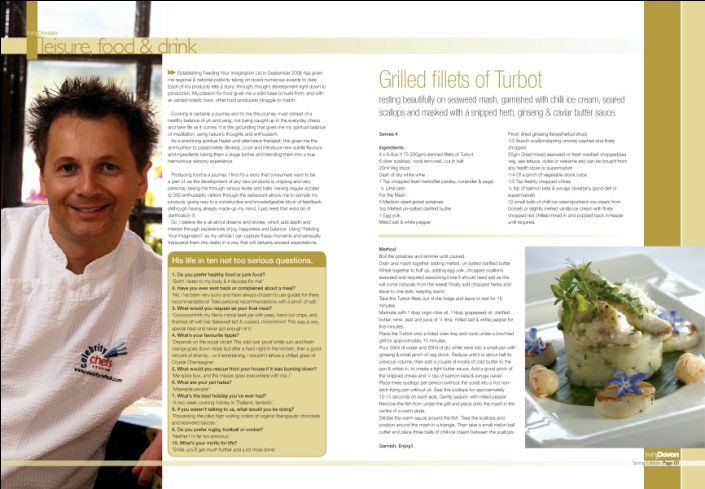 livingDevon
leisure, food & drink
Establishing Feeding Your Imagination Ltd in September 2008 has given
me regional & national publicity taking on board numerous awards to date.
Each of my products tells a story; through, thought development right down to
production. My passion for food gives me a solid base to build from, and with
an added holistic twist, other food producers struggle to match.
Cooking is certainly a journey and to me this journey must consist of a
healthy balance of yin and yang, not being caught up in the everyday chaos
and take life as it comes, it is this grounding that gives me my spiritual balance
of meditation, using nature's thoughts and enthusiasm.
As a practicing spiritual healer and alternative therapist, this gives me the
ammunition to passionately develop, cook and introduce new subtle flavours
and ingredients taking them a stage further and blending them into a true
harmonious sensory experience.
Producing food is a journey, I find it's a story that consumers want to be
a part of, as the development of any new products is ongoing and very
personal, taking me through various levels and trials. Having regular access
to 200 enthusiastic visitors through the restaurant allows me to sample my
produce, giving way to a constructive and knowledgeable block of feedback.
(Although having already made up my mind, I just need that extra bit of
clarification !)
So, I believe life is all about dreams and stories, which add depth and
interest through experiences of joy, happiness and balance. Using "Feeding
Your Imagination" as my vehicle I can capture these moments and sensually
transcend them into reality in a way that will certainly exceed expectations.
His life in ten not too serious questions.
1. Do you prefer healthy food or junk food?
'Both! I listen to my body & it decides for me'
2. Have you ever sent back or complained about a meal?
'No, I've been very lucky and have always chosen to use guides for there
recommendations! Take personal recommendations with a pinch of salt.'
3. What would you request as your final meal?
finished off with her Bakewell tart & custard..mmmmmm! This was a very
special treat and never got enough of it.'
4. What's your favourite tipple?
'Depends on the social order! The odd over proof white rum and fresh
orange goes down nicely but after a hard night in the kitchen, then a good
old pint of shandy...or if entertaining, I wouldn't refuse a chilled glass of
Crystal Champagne!'
5. What would you rescue from your house if it was burning down?
'Me spice box, and the missus goes everywhere with me..!'
6. What are your pet hates?
'Miserable people!'
7. What's the best holiday you've ever had?
'A two week cooking holiday in Thailand, fantastic.'
8. If you weren't talking to us, what would you be doing?
'Processing the piled high waiting orders of organic therapeutic chocolate
and seaweed sauces.'
9. Do you prefer rugby, football or cricket?
'Neither! I'm far too precious.'
10. What's your motto for life?
'Smile, you'll get much further and a lot more done!'
celebrity
chefs
Grilled fillets of Turbot
resting beautifully on seaweed mash, garnished with chilli ice cream, seared
scallops and masked with a snipped herb, ginseng & caviar butter sauce.
Serves 4
Ingredients:
4 x 6-8oz (175-220gm) skinned fillets of Turbot
5 diver scallops, coral removed, cut in half
25ml Veg stock
Dash of dry white wine
1 Tbsp chopped fresh herbs(flat parsley, coriander & sage)
½ Lime zest
For the Mash
5 Medium sized jacket potatoes
3oz Melted un-salted clarified butter
1 Egg yolk
Milled salt & white pepper
Pinch dried ginseng flakes(herbal shop)
1/2 Bunch scallions(spring onions) washed and finely
chopped
25gm Dried mixed seaweed or fresh washed chopped(sea
veg, sea lettuce, dulse or wakame etc) can be bought from
any health store or supermarket
1/4 Of a pinch of vegetable stock cube
1/2 Tsp freshly chopped chives
¼ tsp of salmon keta & avruga caviar(any good deli or
supermarket)
12 small balls of chilli ice cream(purbeck ice-cream from
Dorset) or slightly melted vanilla ice cream with finely
chopped red chillies mixed in and popped back in freezer
until required.
Method
Boil the potatoes and simmer until cooked.
Drain and mash together adding melted, un-salted clarified butter.
Whisk together to fluff up, adding egg yolk, chopped scallions
seaweed and required seasoning (note it should need salt as this
will come naturally from the weed) Finally add chopped herbs and
leave to one side, keeping warm.
Take the Turbot fillets out of the fridge and leave to rest for 15
minutes.
Marinate with 1 tbsp virgin olive oil, 1 tbsp grapeseed oil, clarified
butter, wine, zest and juice of ½ lime, milled salt & white pepper for
five minutes.
Place the Turbot onto a foiled oven tray and cook under a low/med
grill for approximately 10 minutes.
Pour 50ml of water and 50ml of dry white wine into a small pan with
ginseng & small pinch of veg stock. Reduce until it is about half its
previous volume, then add a couple of knobs of cold butter to the
pan & whisk in, to create a light butter sauce. Add a good pinch of
the snipped chives and ¼ tsp of salmon keta & avruga caviar
Place three scallops per person (without the coral) into a hot non-
stick frying pan without oil. Sear the scallops for approximately
10-15 seconds on each side. Gently season with milled pepper.
Remove the fish from under the grill and place onto the mash in the
centre of a warm plate.
Dribble the warm sauce around the fish. Take the scallops and
position around the mash in a triangle. Then take a small melon ball
cutter and place three balls of chilli ice cream between the scallops.
Garnish. Enjoy!!.
livingDevon
Spring Edition Page